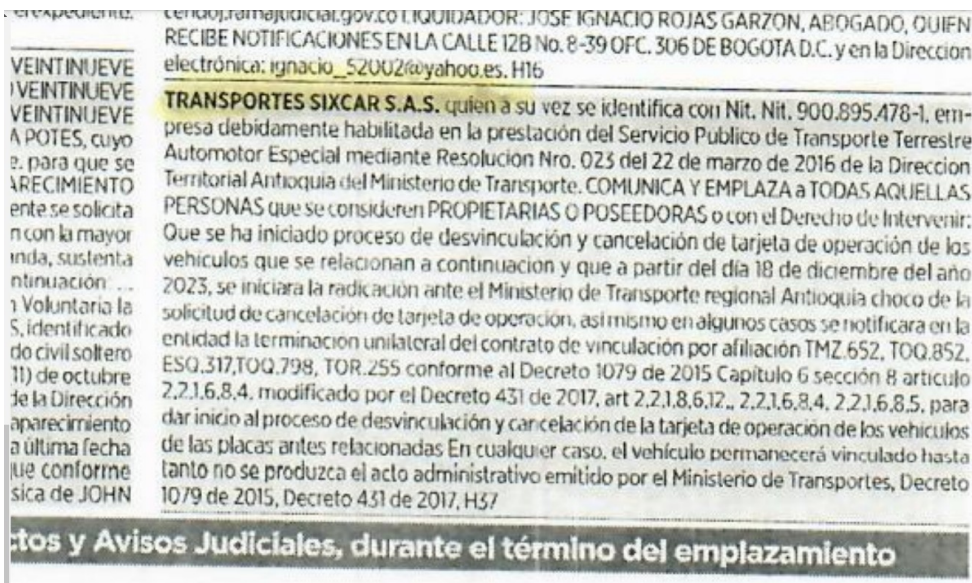 erexpediente.
VEINTINUEVE
VEINTINUEVE
VEINTINUEVE
A POTES, cuyo
e. para que se
ARECIMIENTO
ente se solicita
n con la mayor
anda, sustenta
ntinuación: ...
n Voluntaria la
S, identificado
do civil soltero
11) de octubre
de la Dirección
aparecimiento
a última fecha
que conforme
sica de JOHN
cendoj.ramajudicial.gov.co LIQUIDADOR: JOSE IGNACIO ROJAS GARZON, ABOGADO, QUIEN
RECIBE NOTIFICACIONES EN LA CALLE 12B No. 8-39 OFC. 306 DE BOGOTA D.C. y en la Direccion
electrónica: ignacio_52002@yahoo.es. H16
TRANSPORTES SIXCAR S.A.S. quien a su vez se identifica con Nit. Nit. 900.895.478-1, em-
presa debidamente habilitada en la prestación del Servicio Publico de Transporte Terrestre
Automotor Especial mediante Resolución Nro. 023 del 22 de marzo de 2016 de la Direccion
Territorial Antioquia del Ministerio de Transporte. COMUNICA Y EMPLAZA a TODAS AQUELLAS
PERSONAS que se consideren PROPIETARIAS O POSEEDORAS o con el Derecho de Intervenir.
Que se ha iniciado proceso de desvinculación y cancelación de tarjeta de operación de los
vehículos que se relacionan a continuacion y que a partir del día 18 de diciembre del año
2023, se iniciara la radicación ante el Ministerio de Transporte regional Antioquia choco de la
solicitud de cancelación de tarjeta de operación, asi mismo en algunos casos se notificara en la
entidad la terminación unilateral del contrato de vinculación por afiliación TMZ.652, TOQ.852,
ESQ.317,TOQ.798, TOR.255 conforme al Decreto 1079 de 2015 Capítulo 6 sección 8 articulo
2,2,1,6,8,4, modificado por el Decreto 431 de 2017, art 2,2,1,8,6,12,, 2,2,1,6,8,4, 2,2,1,6,8,5, para
dar inicio al proceso de desvinculación y cancelación de la tarjeta de operación de los vehículos
de las placas antes relacionadas En cualquier caso, el vehículo permanecerá vinculado hasta
tanto no se produzca el acto administrativo emitido por el Ministerio de Transportes, Decreto
1079 de 2015, Decreto 431 de 2017, H37
ctos y Avisos Judiciales, durante el término del emplazamiento